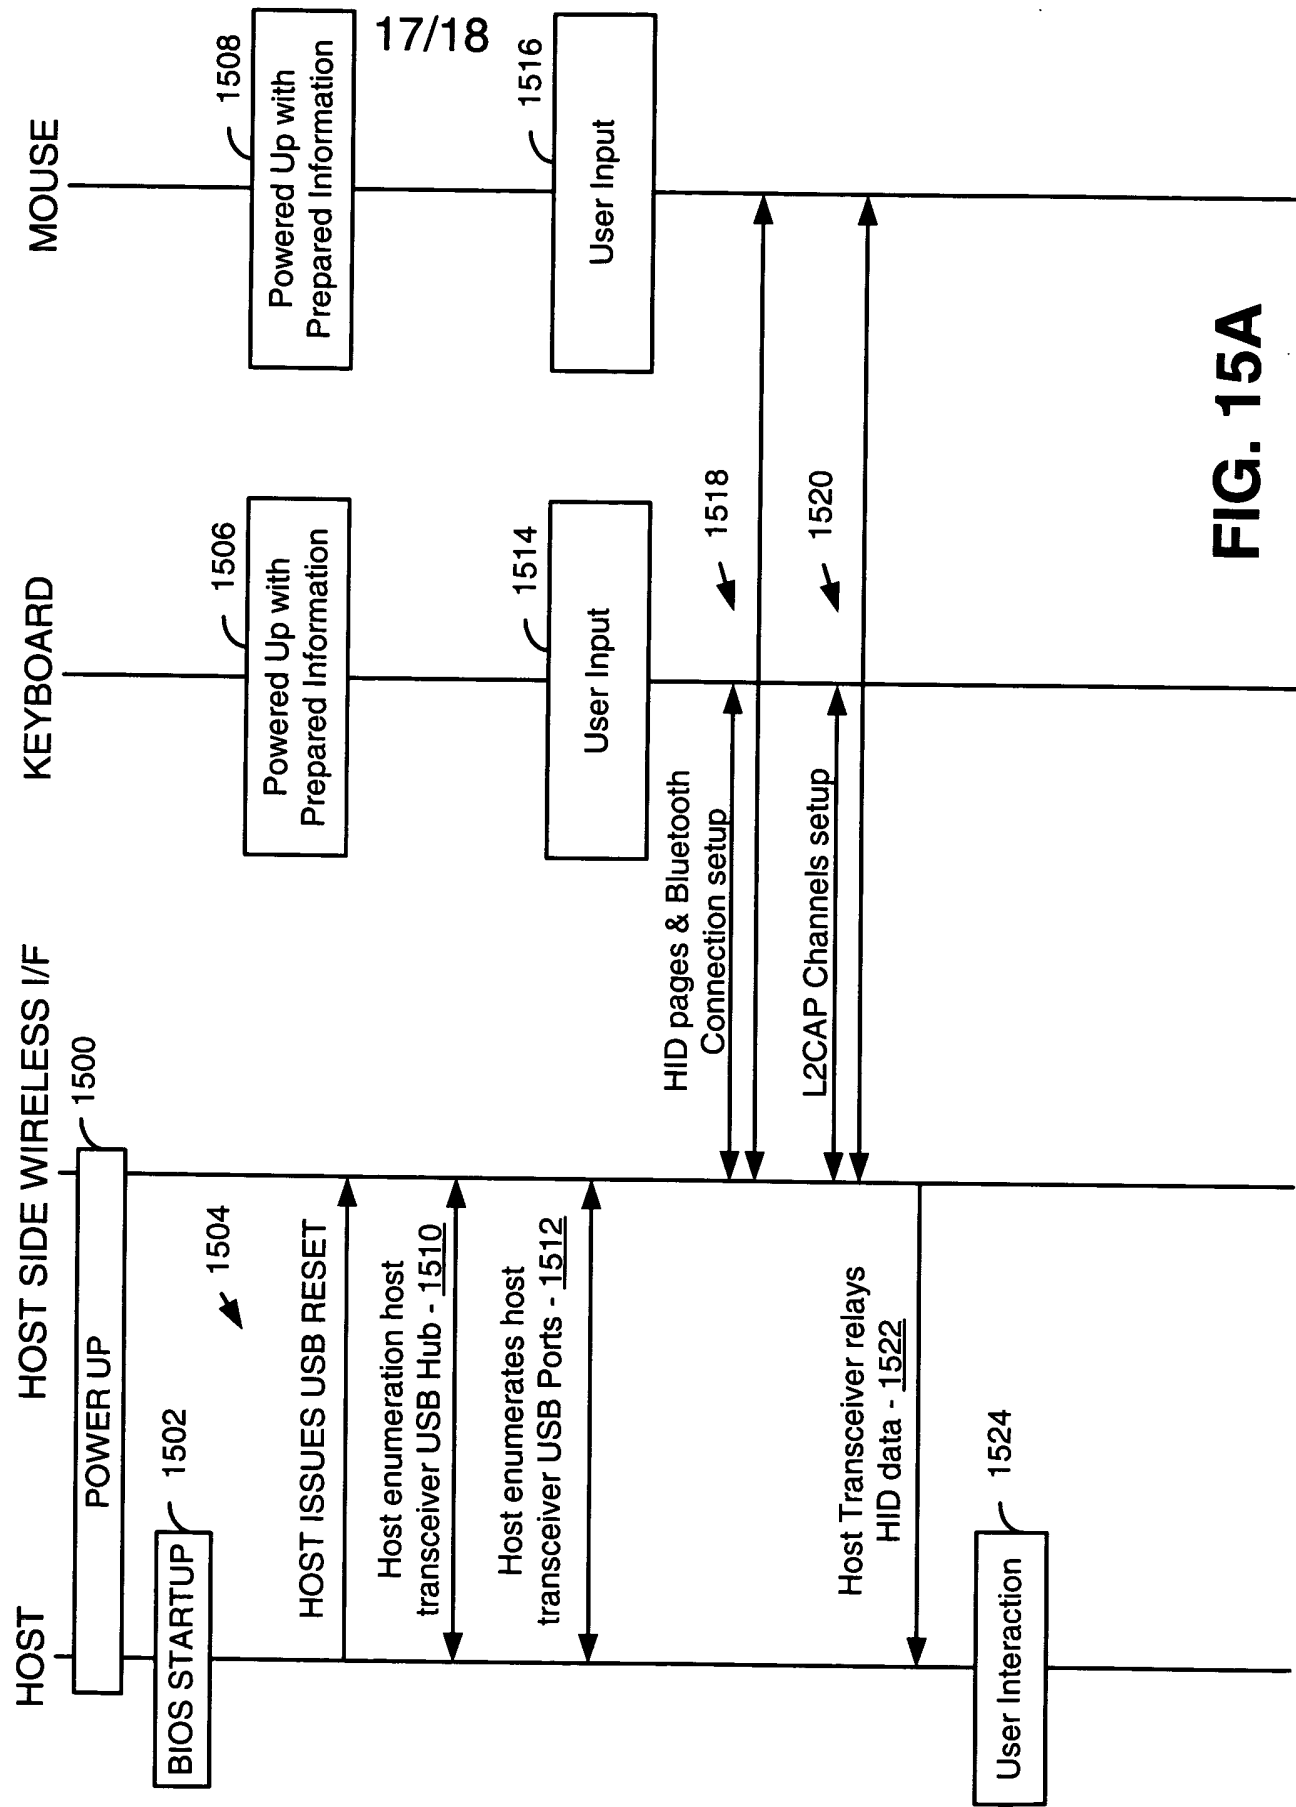 17/18
HOST
HOST SIDE WIRELESS I/F
KEYBOARD
MOUSE
POWER UP
1500
BIOS STARTUP
1502
1504
Powered Up with
Prepared Information
1506
Powered Up with
Prepared Information
1508
HOST ISSUES USB RESET
Host enumeration host
transceiver USB Hub - 1510
Host enumerates host
transceiver USB Ports - 1512
User Input
1514
User Input
1516
HID pages & Bluetooth
Connection setup
1518
L2CAP Channels setup
1520
Host Transceiver relays
HID data - 1522
User Interaction
1524
FIG. 15A